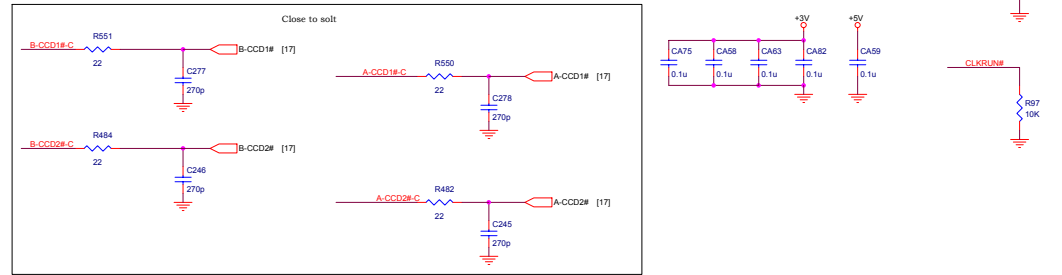 Close to solt
B-CCD1#-C
R551
22
B-CCD1# [17]
C277
270p
A-CCD1#-C
R550
22
A-CCD1# [17]
C278
270p
B-CCD2#-C
R484
22
B-CCD2# [17]
C246
270p
A-CCD2#-C
R482
22
A-CCD2# [17]
C245
270p
+3V
+5V
CA75
0.1u
CA58
0.1u
CA63
0.1u
CA82
0.1u
CA59
0.1u
CLKRUN#
R97
10K